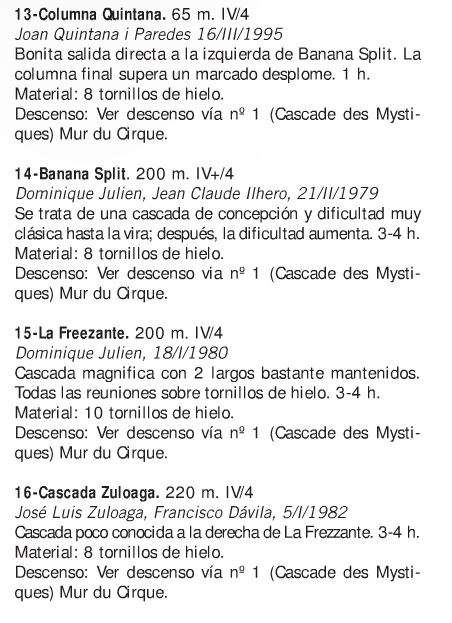 13-Columna Quintana. 65 m. IV/4
Joan Quintana i Paredes 16/III/1995
Bonita salida directa a la izquierda de Banana Split. La
columna final supera un marcado desplome. 1 h.
Material: 8 tornillos de hielo.
Descenso: Ver descenso vía nº 1 (Cascade des Mysti-
ques) Mur du Cirque.

14-Banana Split. 200 m. IV+/4
Dominique Julien, Jean Claude Ilhero, 21/II/1979
Se trata de una cascada de concepción y dificultad muy
clásica hasta la vira; después, la dificultad aumenta. 3-4 h.
Material: 8 tornillos de hielo.
Descenso: Ver descenso via nº 1 (Cascade des Mysti-
ques) Mur du Cirque.

15-La Freezante. 200 m. IV/4
Dominique Julien, 18/I/1980
Cascada magnifica con 2 largos bastante mantenidos.
Todas las reuniones sobre tornillos de hielo. 3-4 h.
Material: 10 tornillos de hielo.
Descenso: Ver descenso vía nº 1 (Cascade des Mysti-
ques) Mur du Cirque.

16-Cascada Zuloaga. 220 m. IV/4
José Luis Zuloaga, Francisco Dávila, 5/I/1982
Cascada poco conocida a la derecha de La Frezzante. 3-4 h.
Material: 8 tornillos de hielo.
Descenso: Ver descenso vía nº 1 (Cascade des Mysti-
ques) Mur du Cirque.